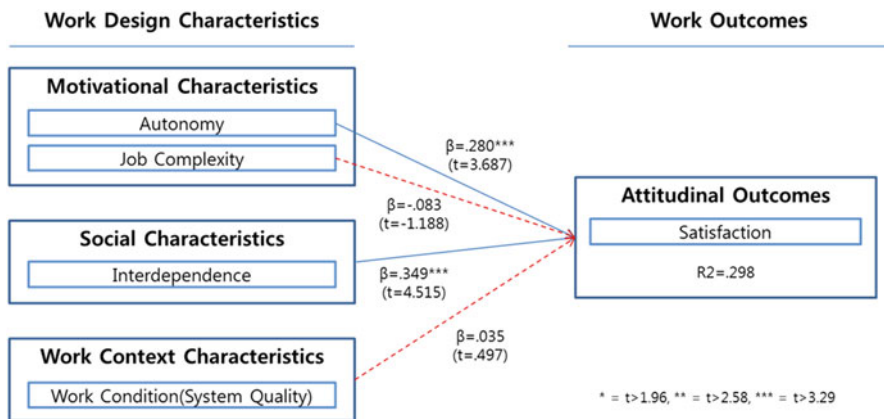 Work Design Characteristics
Work Outcomes
Motivational Characteristics
Autonomy
Job Complexity
β=.280***
(t=3.687)
β=-.083
(t=-1.188)
Social Characteristics
Interdependence
β=.349***
(t=4.515)
Attitudinal Outcomes
Satisfaction
R2=.298
β=.035
(t=.497)
Work Context Characteristics
Work Condition(System Quality)
* = t>1.96, ** = t>2.58, *** = t>3.29